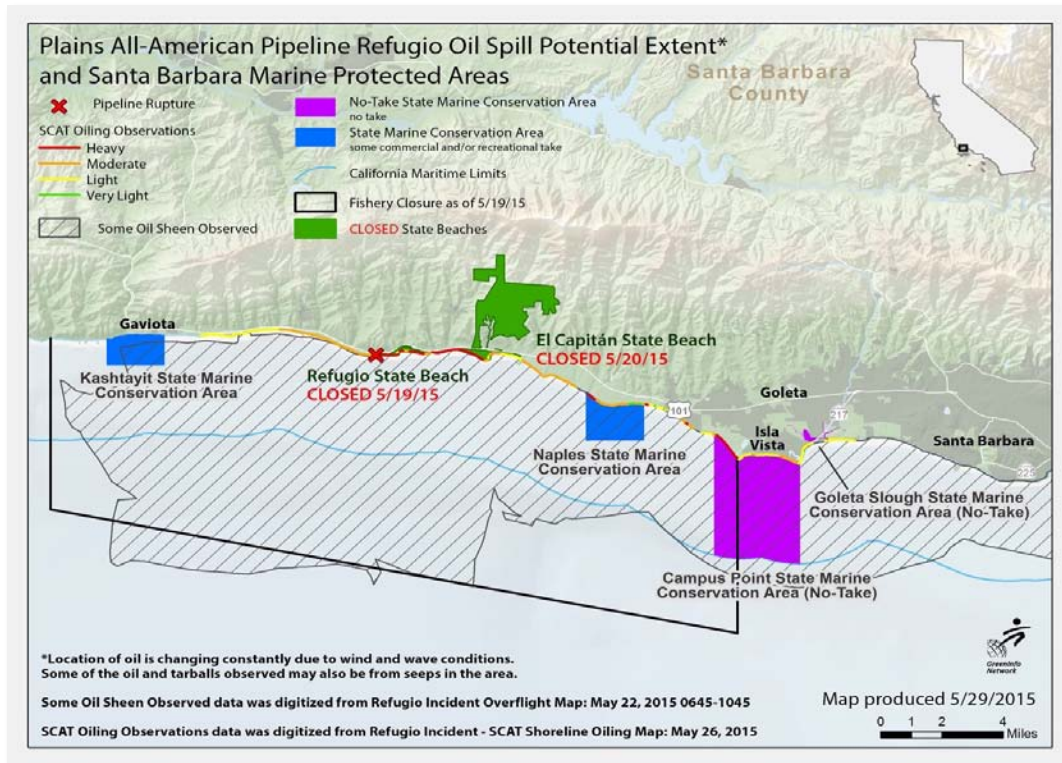 Plains All-American Pipeline Refugio Oil Spill Potential Extent*
and Santa Barbara Marine Protected Areas
Pipeline Rupture
SCAT Oiling Observations
Heavy
Moderate
Light
Very Light
Some Oil Sheen Observed
No-Take State Marine Conservation Area
no take
State Marine Conservation Area
some commercial and/or recreational take
California Maritime Limits
Fishery Closure as of 5/19/15
CLOSED State Beaches
Santa Barbara
County
Gaviota
Kashtayit State Marine
Conservation Area
Refugio State Beach
CLOSED 5/19/15
El Capitán State Beach
CLOSED 5/20/15
Naples State Marine
Conservation Area
101
Goleta
217
Isla
Vista
Santa Barbara
225
Goleta Slough State Marine
Conservation Area (No-Take)
Campus Point State Marine
Conservation Area (No-Take)
*Location of oil is changing constantly due to wind and wave conditions.
Some of the oil and tarballs observed may also be from seeps in the area.
Some Oil Sheen Observed data was digitized from Refugio Incident Overflight Map: May 22, 2015 0645-1045
SCAT Oiling Observations data was digitized from Refugio Incident - SCAT Shoreline Oiling Map: May 26, 2015
GreenInfo
Network
Map produced 5/29/2015
0 1 2 4
Miles